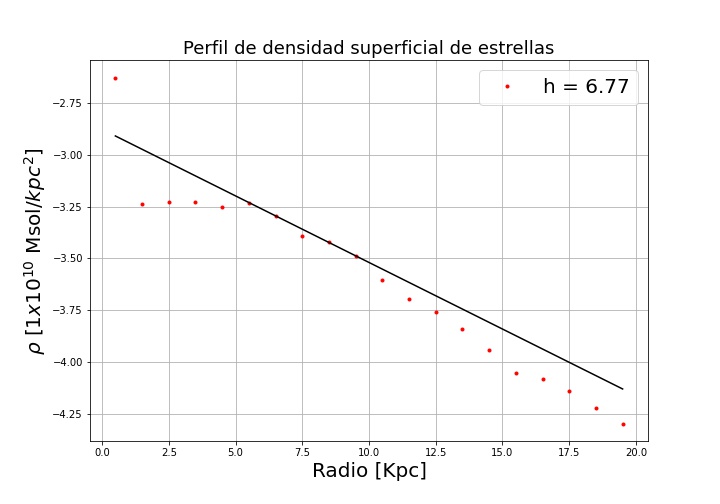 Perfil de densidad superficial de estrellas
h = 6.77
ρ [1x10¹⁰ Msol/kpc²]
−2.75
−3.00
−3.25
−3.50
−3.75
−4.00
−4.25
0.0 2.5 5.0 7.5 10.0 12.5 15.0 17.5 20.0
Radio [Kpc]